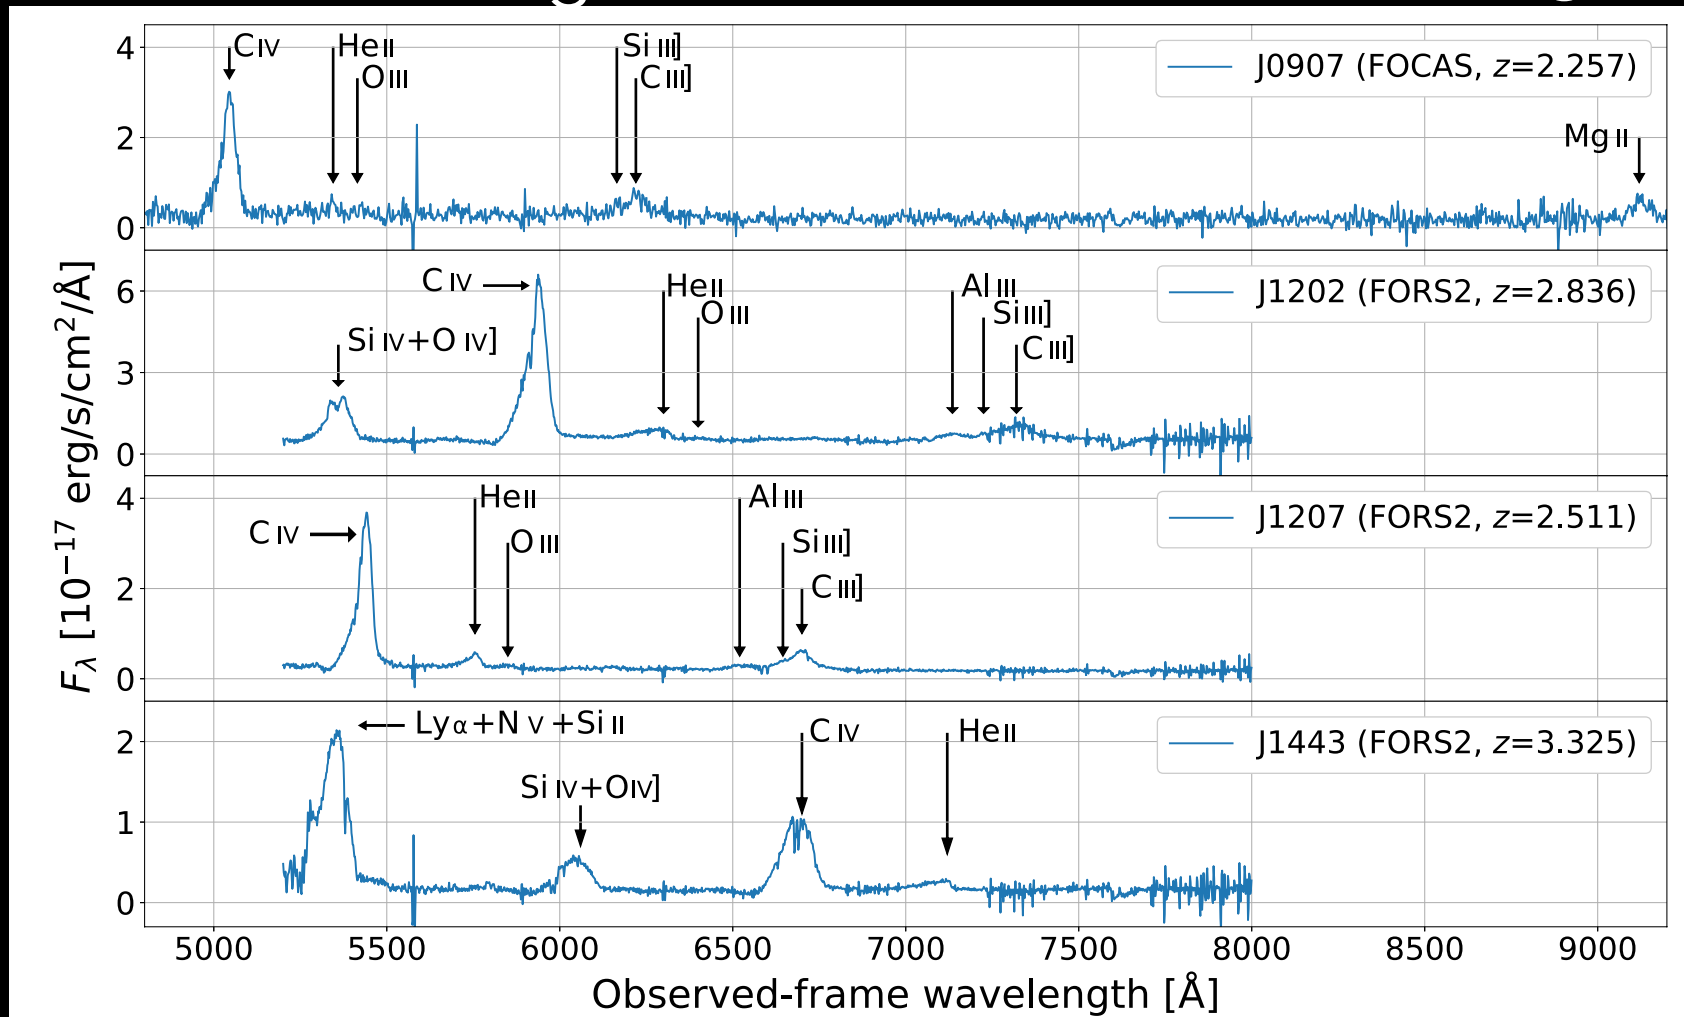 C IV
He II
O III
Si III]
C III]
Mg II
J0907 (FOCAS, z=2.257)
4
2
0
C IV
Si IV+O IV]
He II
O III
Al III
Si III]
C III]
J1202 (FORS2, z=2.836)
6
3
0
C IV
He II
O III
Al III
Si III]
C III]
J1207 (FORS2, z=2.511)
4
2
0
Ly α+N V +Si II
Si IV+O IV]
C IV
He II
J1443 (FORS2, z=3.325)
2
1
0
Fλ [10−17 erg/s/cm2/Å]
5000 5500 6000 6500 7000 7500 8000 8500 9000
Observed-frame wavelength [Å]